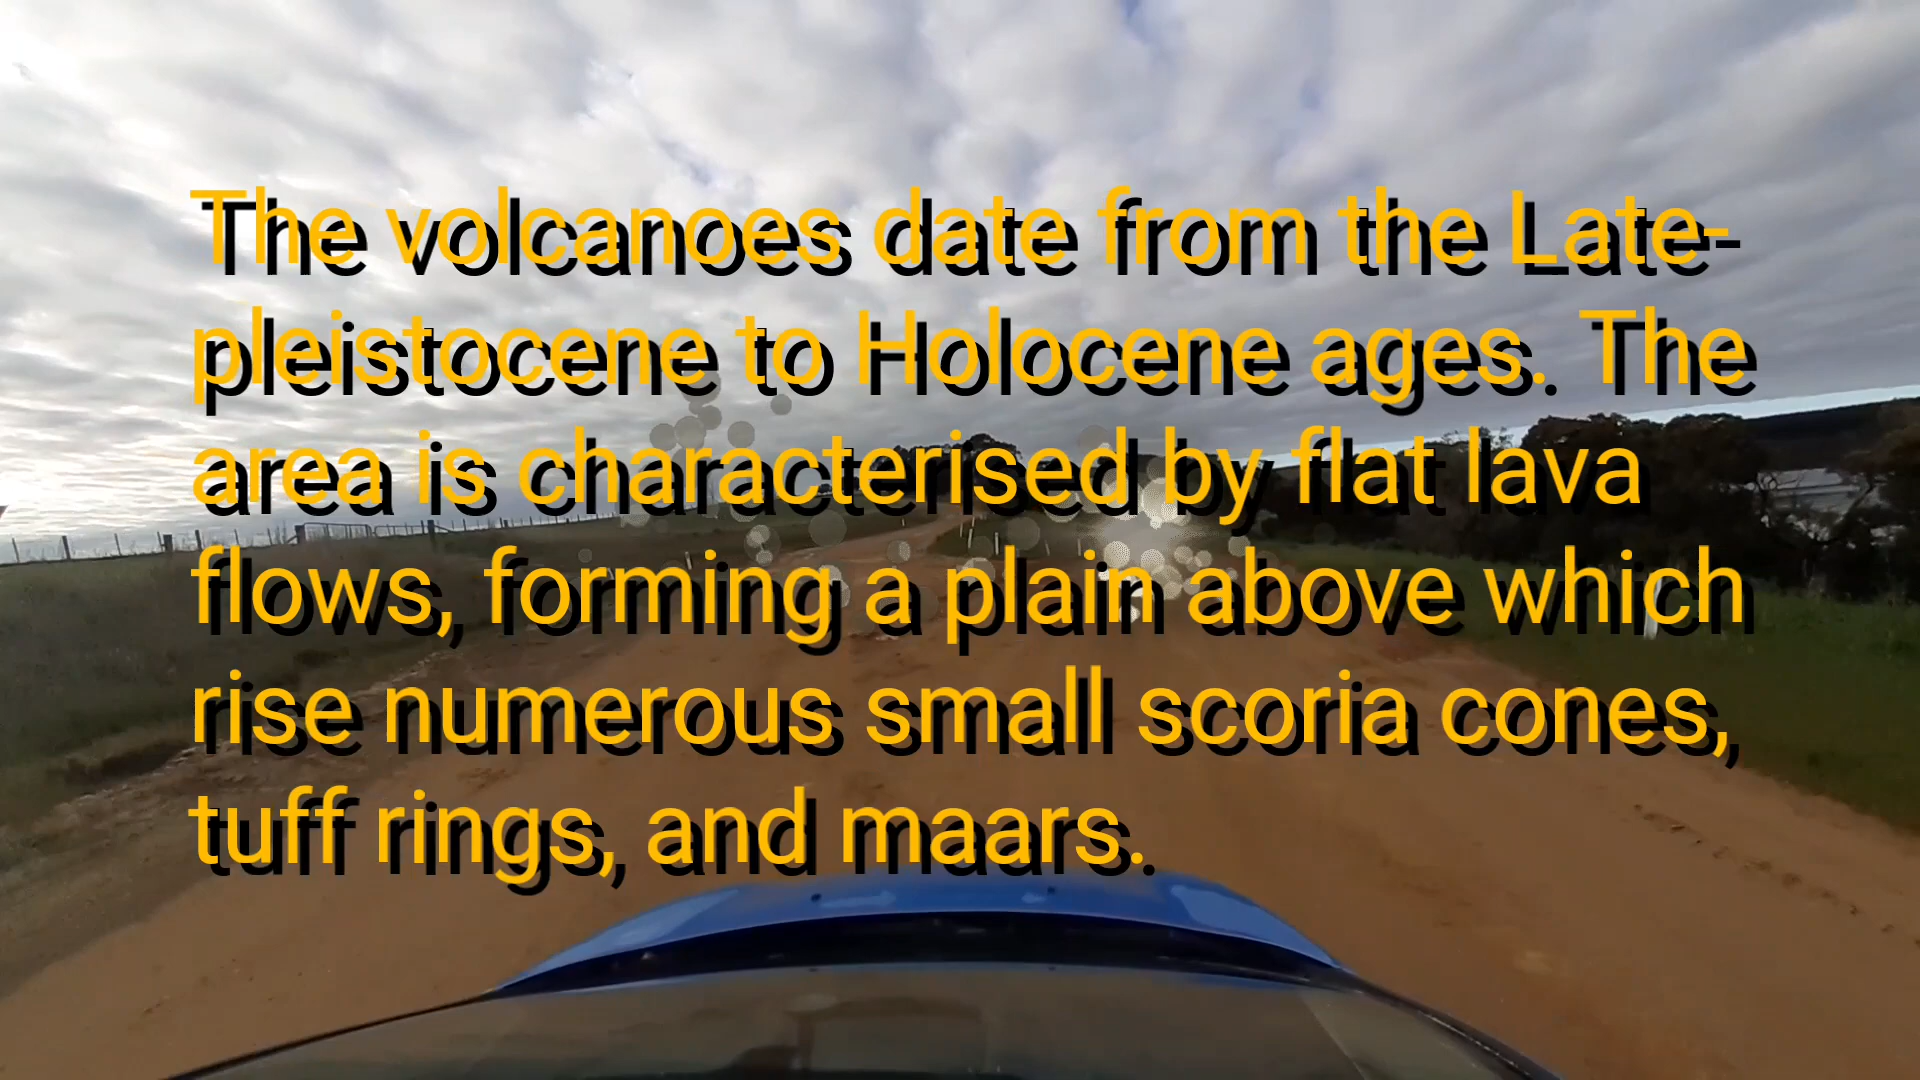 The volcanoes date from the Late-
pleistocene to Holocene ages. The
area is characterised by flat lava
flows, forming a plain above which
rise numerous small scoria cones,
tuff rings, and maars.